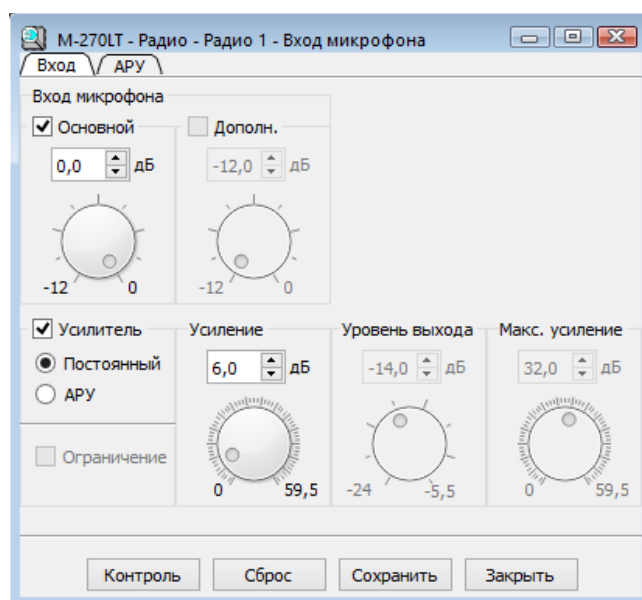 М-270LT - Радио - Радио 1 - Вход микрофона
Вход АРУ
Вход микрофона
Основной Дополн.
0,0 дБ -12,0 дБ
-12 0 -12 0
Усилитель Усиление Уровень выхода Макс. усиление
Постоянный 6,0 дБ -14,0 дБ 32,0 дБ
АРУ
Ограничение
0 59,5 -24 -5,5 0 59,5
Контроль Сброс Сохранить Закрыть